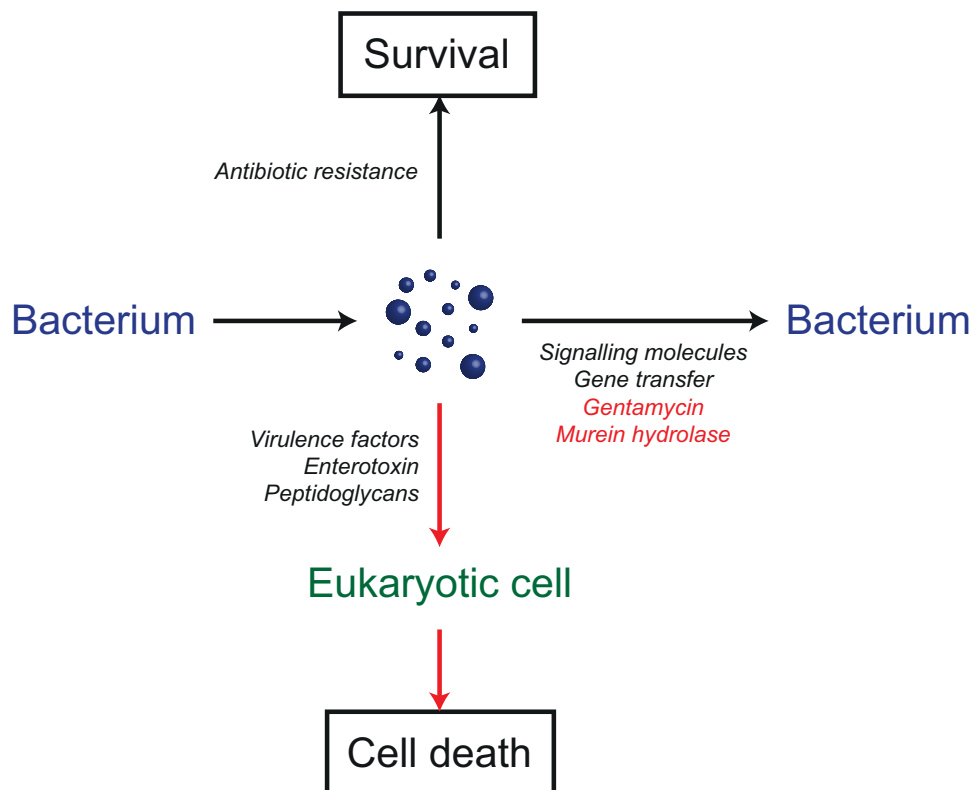 Survival
Antibiotic resistance
Bacterium
Bacterium
Signalling molecules
Gene transfer
Gentamycin
Murein hydrolase
Virulence factors
Enterotoxin
Peptidoglycans
Eukaryotic cell
Cell death